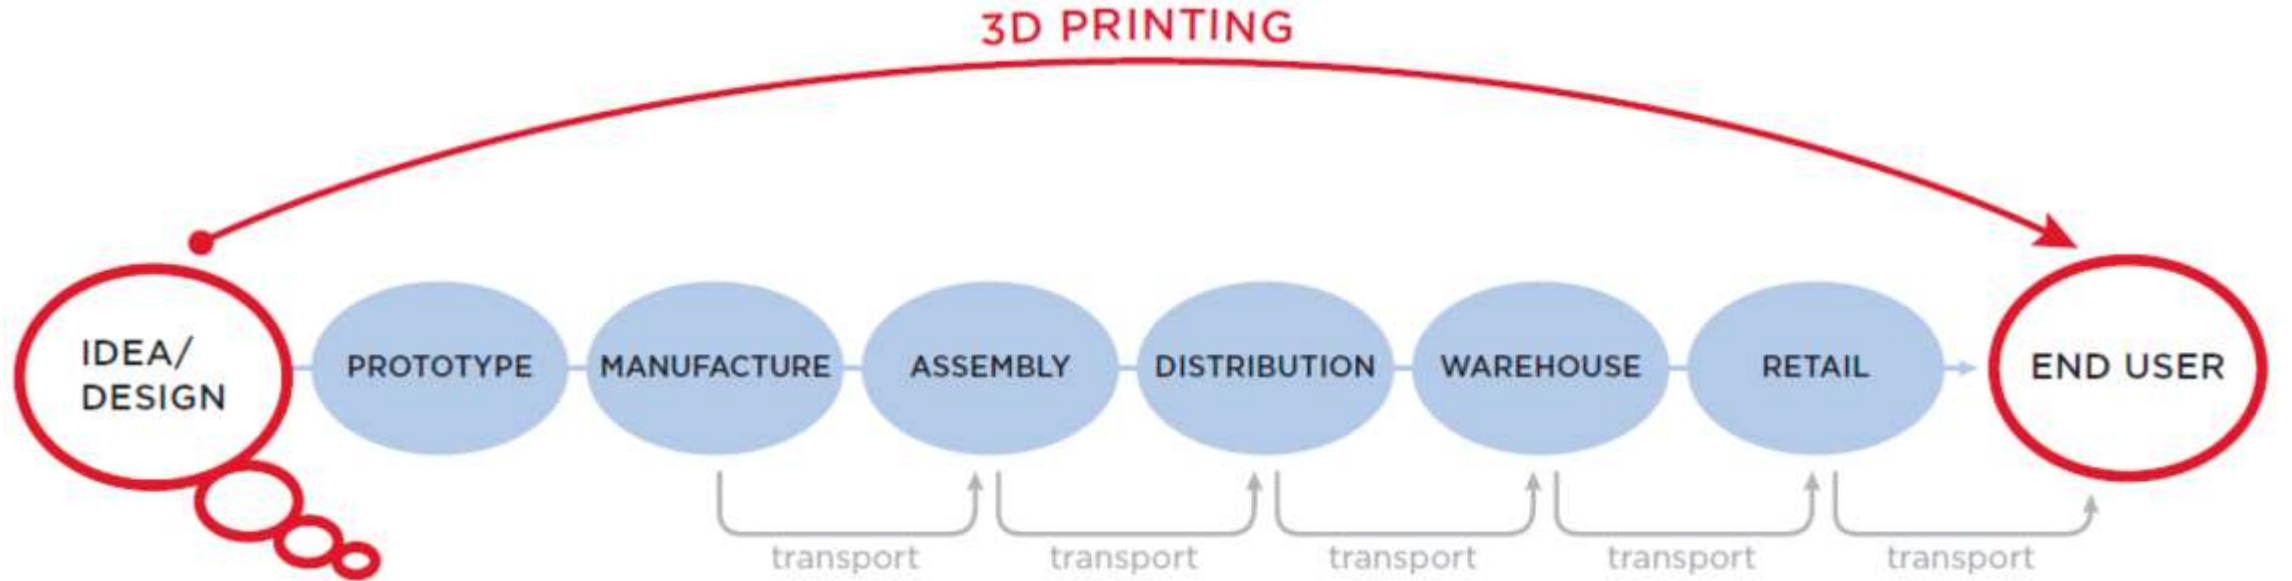 3D PRINTING
IDEA/
DESIGN
PROTOTYPE
MANUFACTURE
ASSEMBLY
DISTRIBUTION
WAREHOUSE
RETAIL
END USER
transport
transport
transport
transport
transport